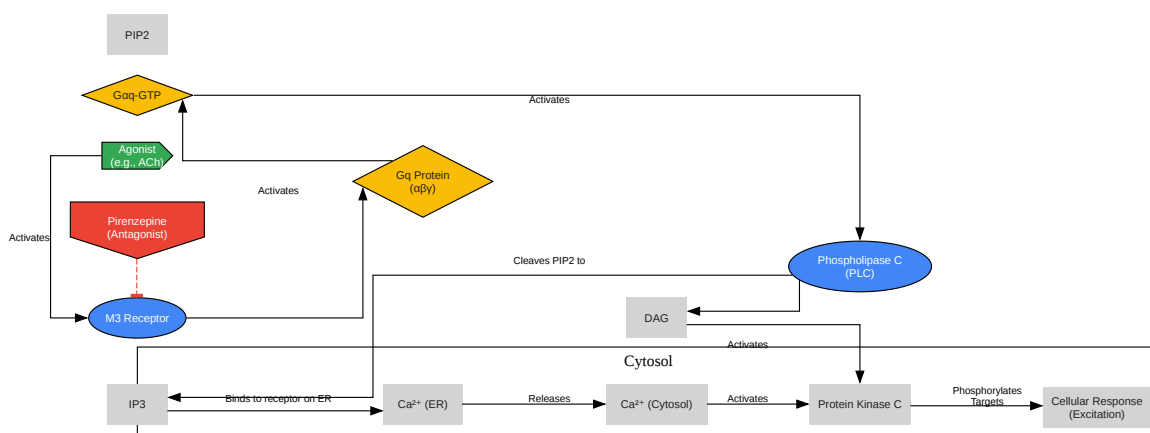 PIP2
Gαq-GTP
Activates
Agonist
(e.g., ACh)
Gq Protein
(αβγ)
Activates
Pirenzepine
(Antagonist)
Activates
Cleaves PIP2 to
Phospholipase C
(PLC)
M3 Receptor
DAG
Activates
Cytosol
IP3
Binds to receptor on ER
Ca²⁺ (ER)
Releases
Ca²⁺ (Cytosol)
Activates
Protein Kinase C
Phosphorylates
Targets
Cellular Response
(Excitation)